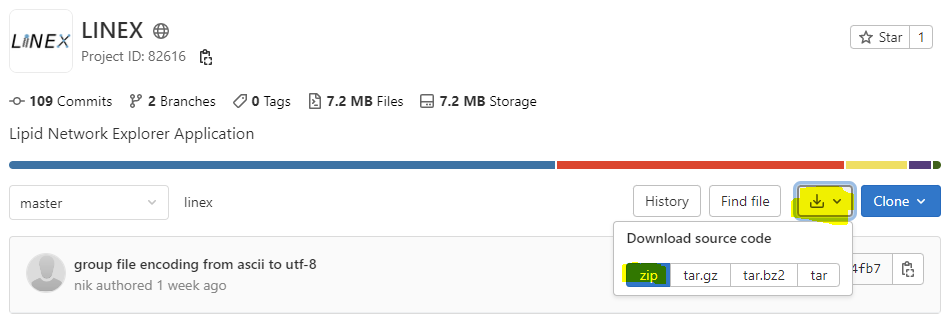 LINEX
LINEX
Project ID: 82616
Star 1
109 Commits 2 Branches 0 Tags 7.2 MB Files 7.2 MB Storage
Lipid Network Explorer Application
master linex History Find file Clone
Download source code
zip tar.gz tar.bz2 tar
group file encoding from ascii to utf-8
nik authored 1 week ago
4fb7